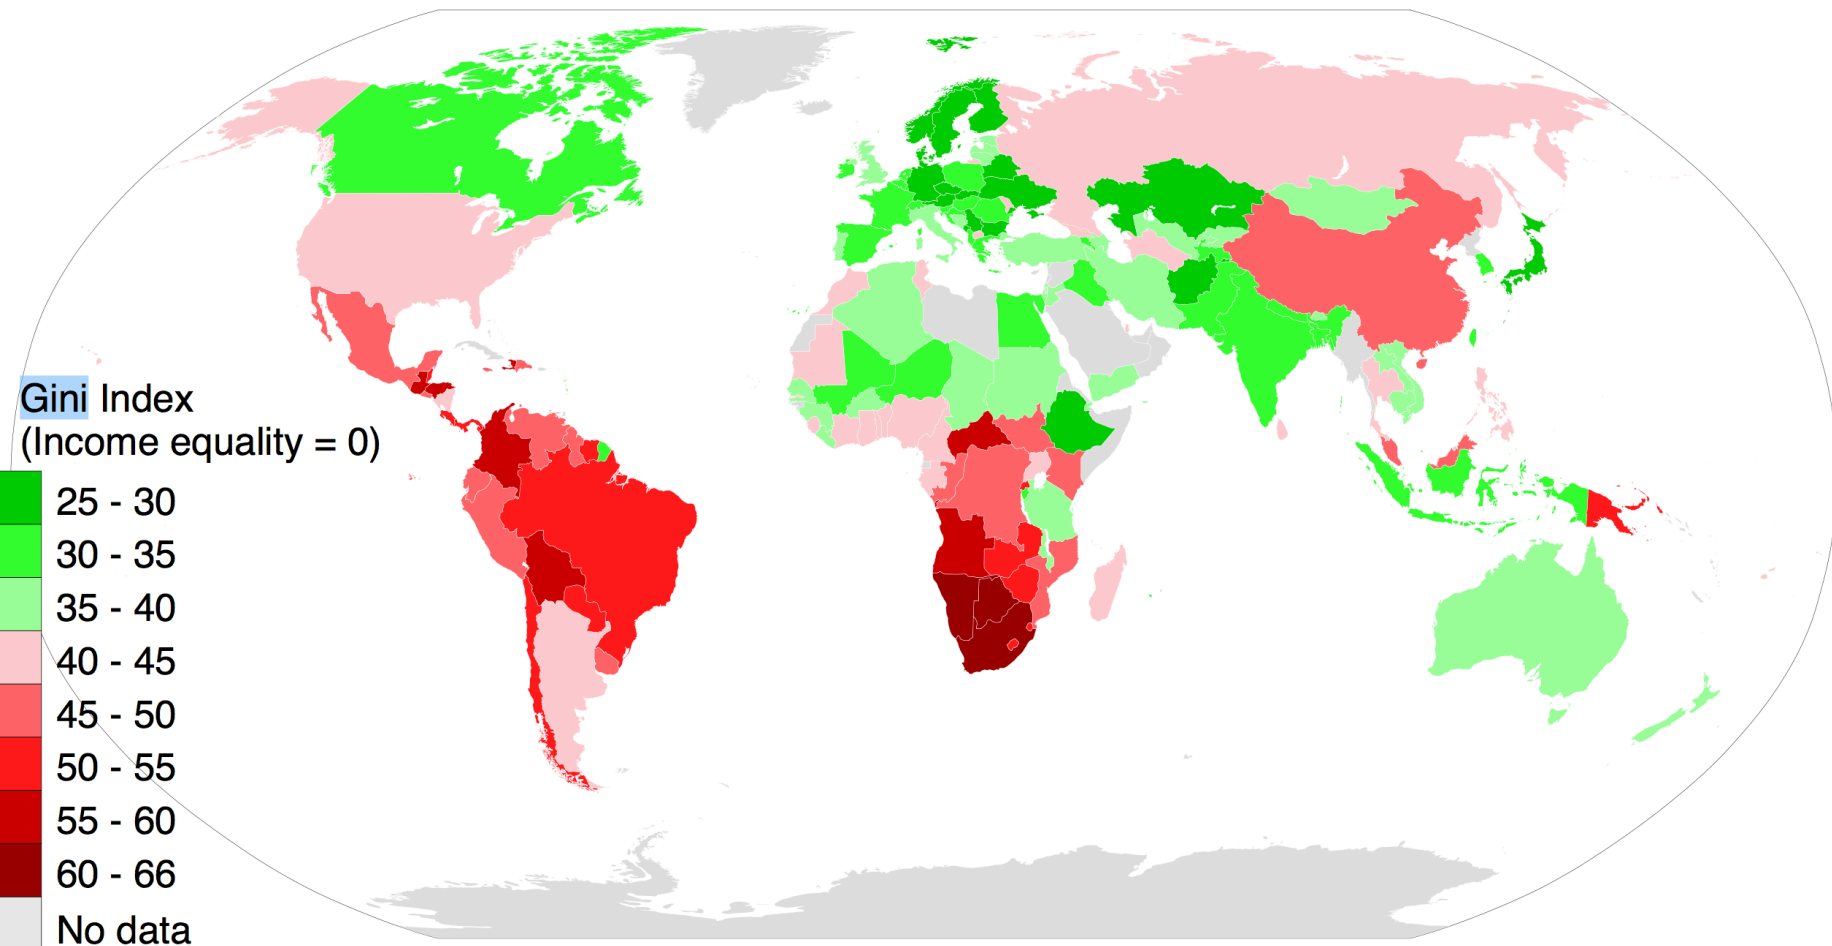 Gini Index
(Income equality = 0)
25 - 30
30 - 35
35 - 40
40 - 45
45 - 50
50 - 55
55 - 60
60 - 66
No data